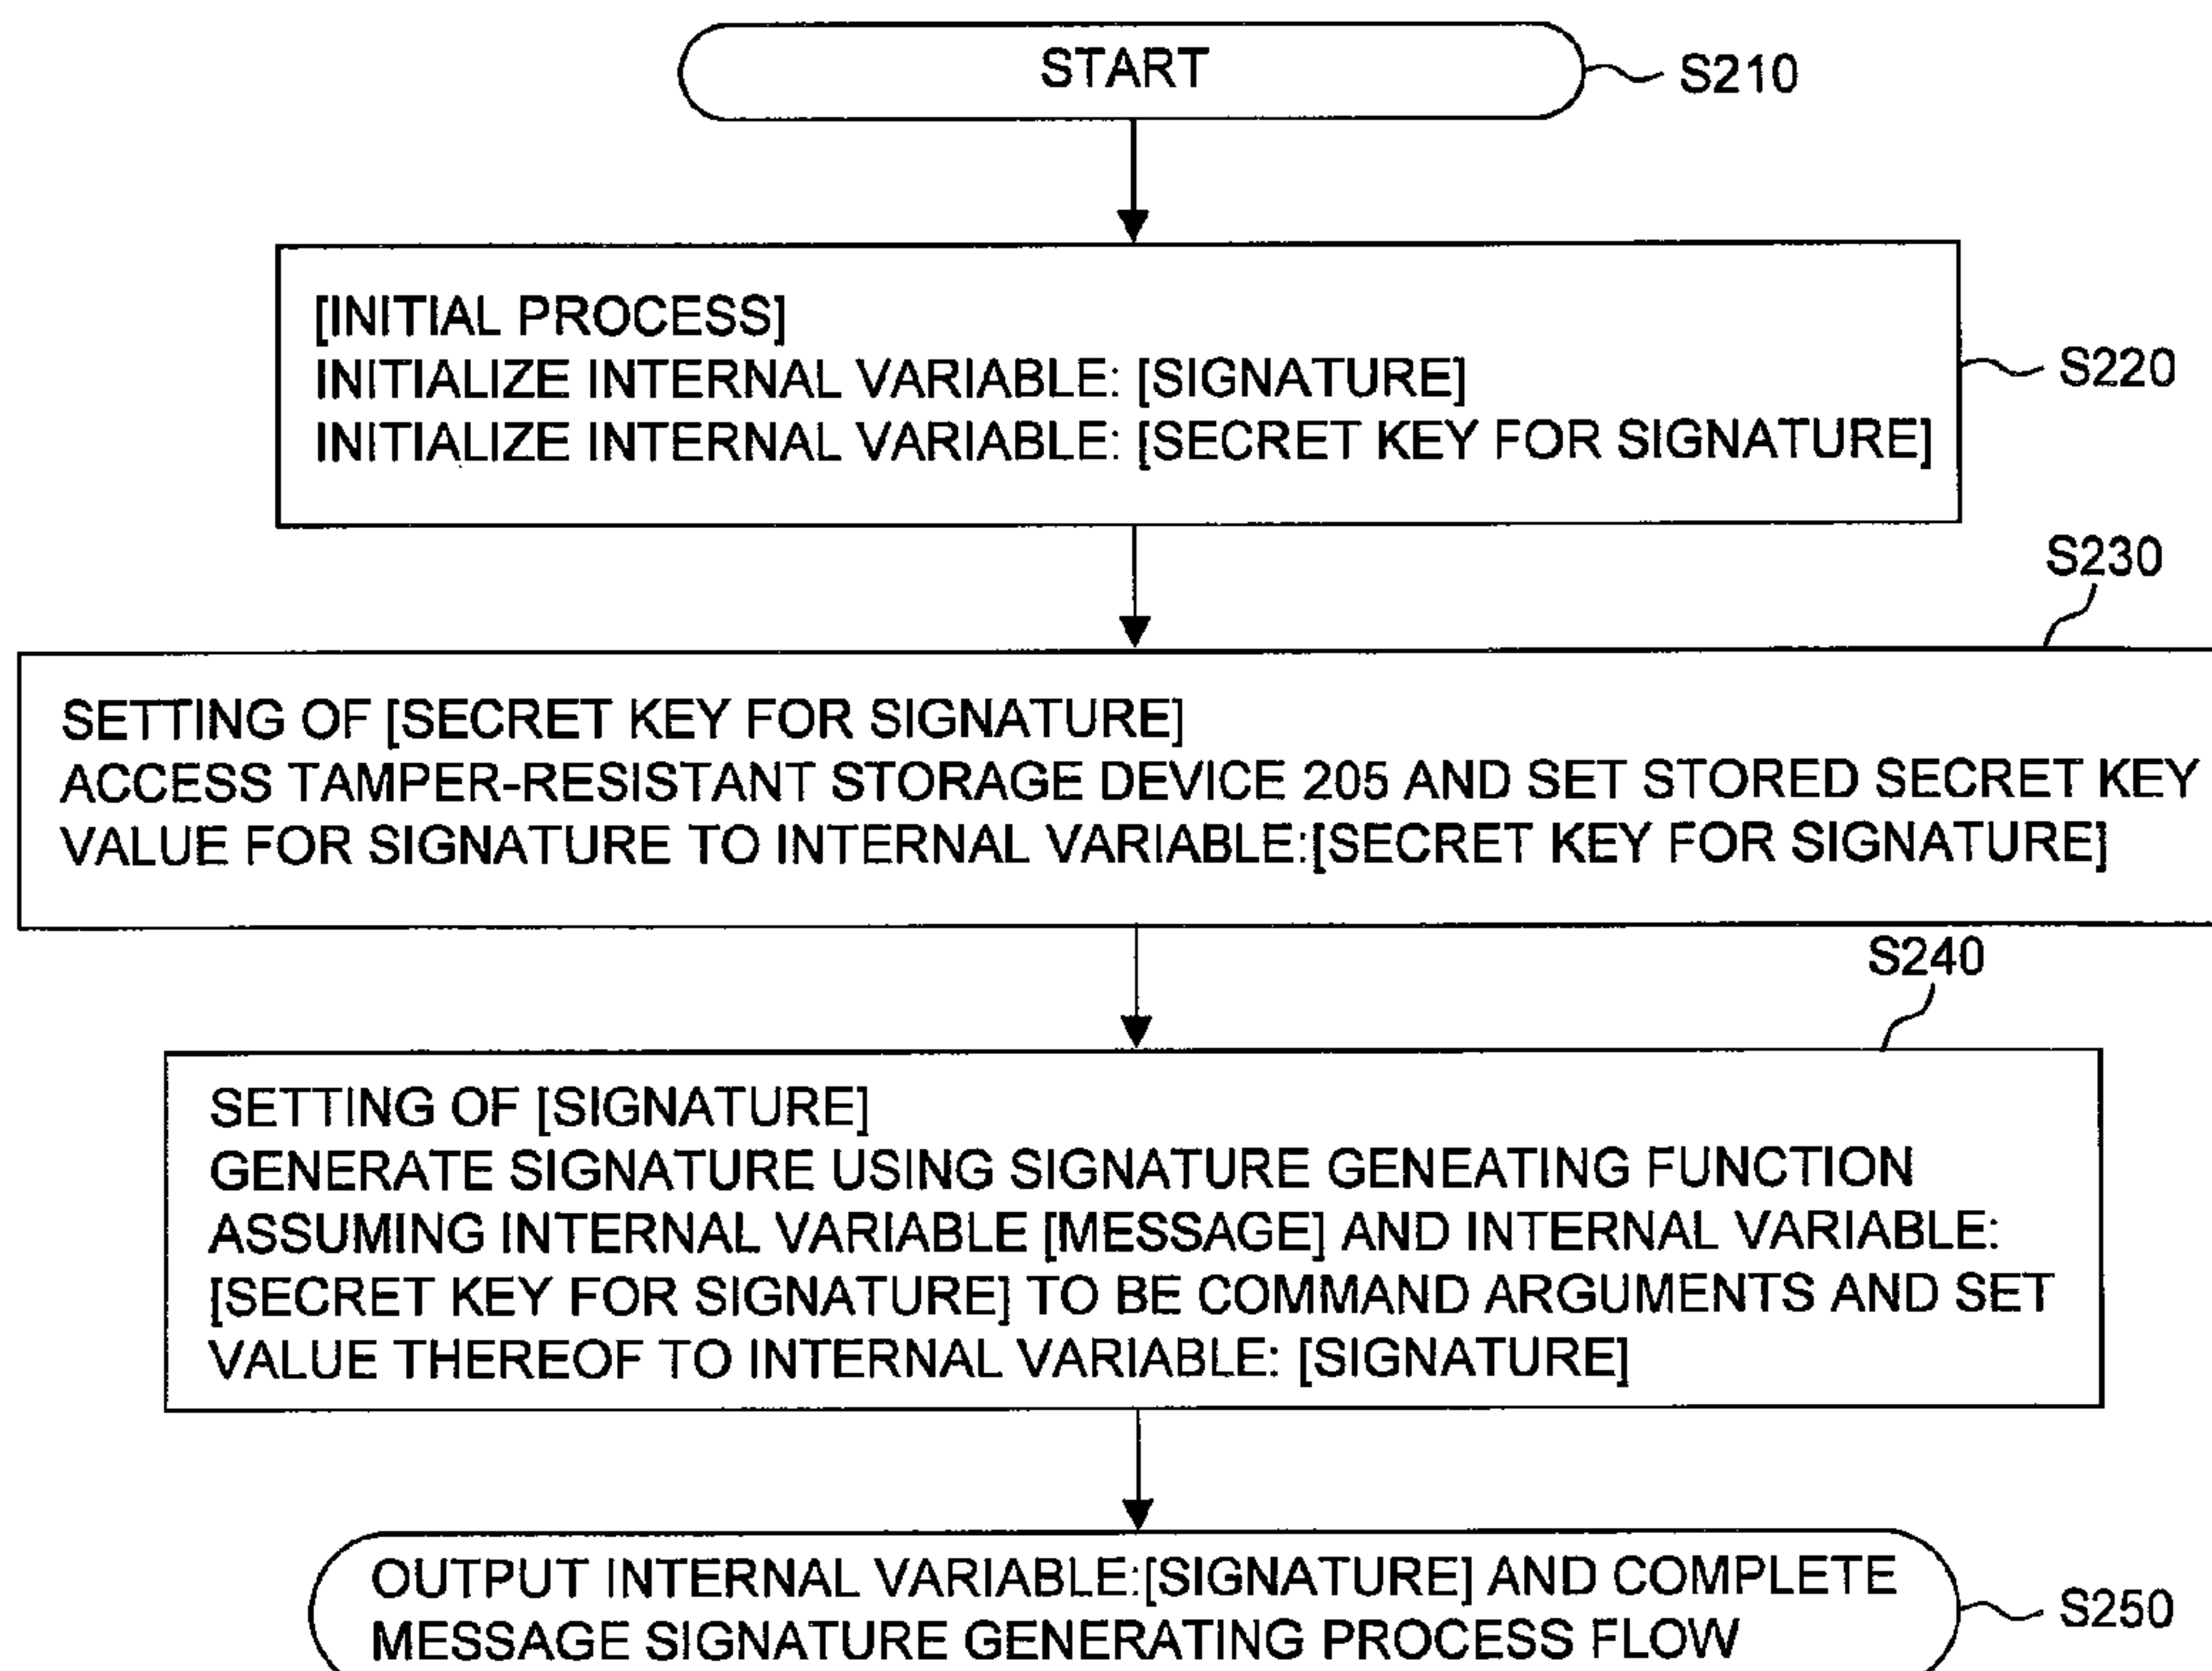 START
S210
[INITIAL PROCESS]
INITIALIZE INTERNAL VARIABLE: [SIGNATURE]
INITIALIZE INTERNAL VARIABLE: [SECRET KEY FOR SIGNATURE]
S220
S230
SETTING OF [SECRET KEY FOR SIGNATURE]
ACCESS TAMPER-RESISTANT STORAGE DEVICE 205 AND SET STORED SECRET KEY
VALUE FOR SIGNATURE TO INTERNAL VARIABLE:[SECRET KEY FOR SIGNATURE]
S240
SETTING OF [SIGNATURE]
GENERATE SIGNATURE USING SIGNATURE GENEATING FUNCTION
ASSUMING INTERNAL VARIABLE [MESSAGE] AND INTERNAL VARIABLE:
[SECRET KEY FOR SIGNATURE] TO BE COMMAND ARGUMENTS AND SET
VALUE THEREOF TO INTERNAL VARIABLE: [SIGNATURE]
OUTPUT INTERNAL VARIABLE:[SIGNATURE] AND COMPLETE
MESSAGE SIGNATURE GENERATING PROCESS FLOW
S250